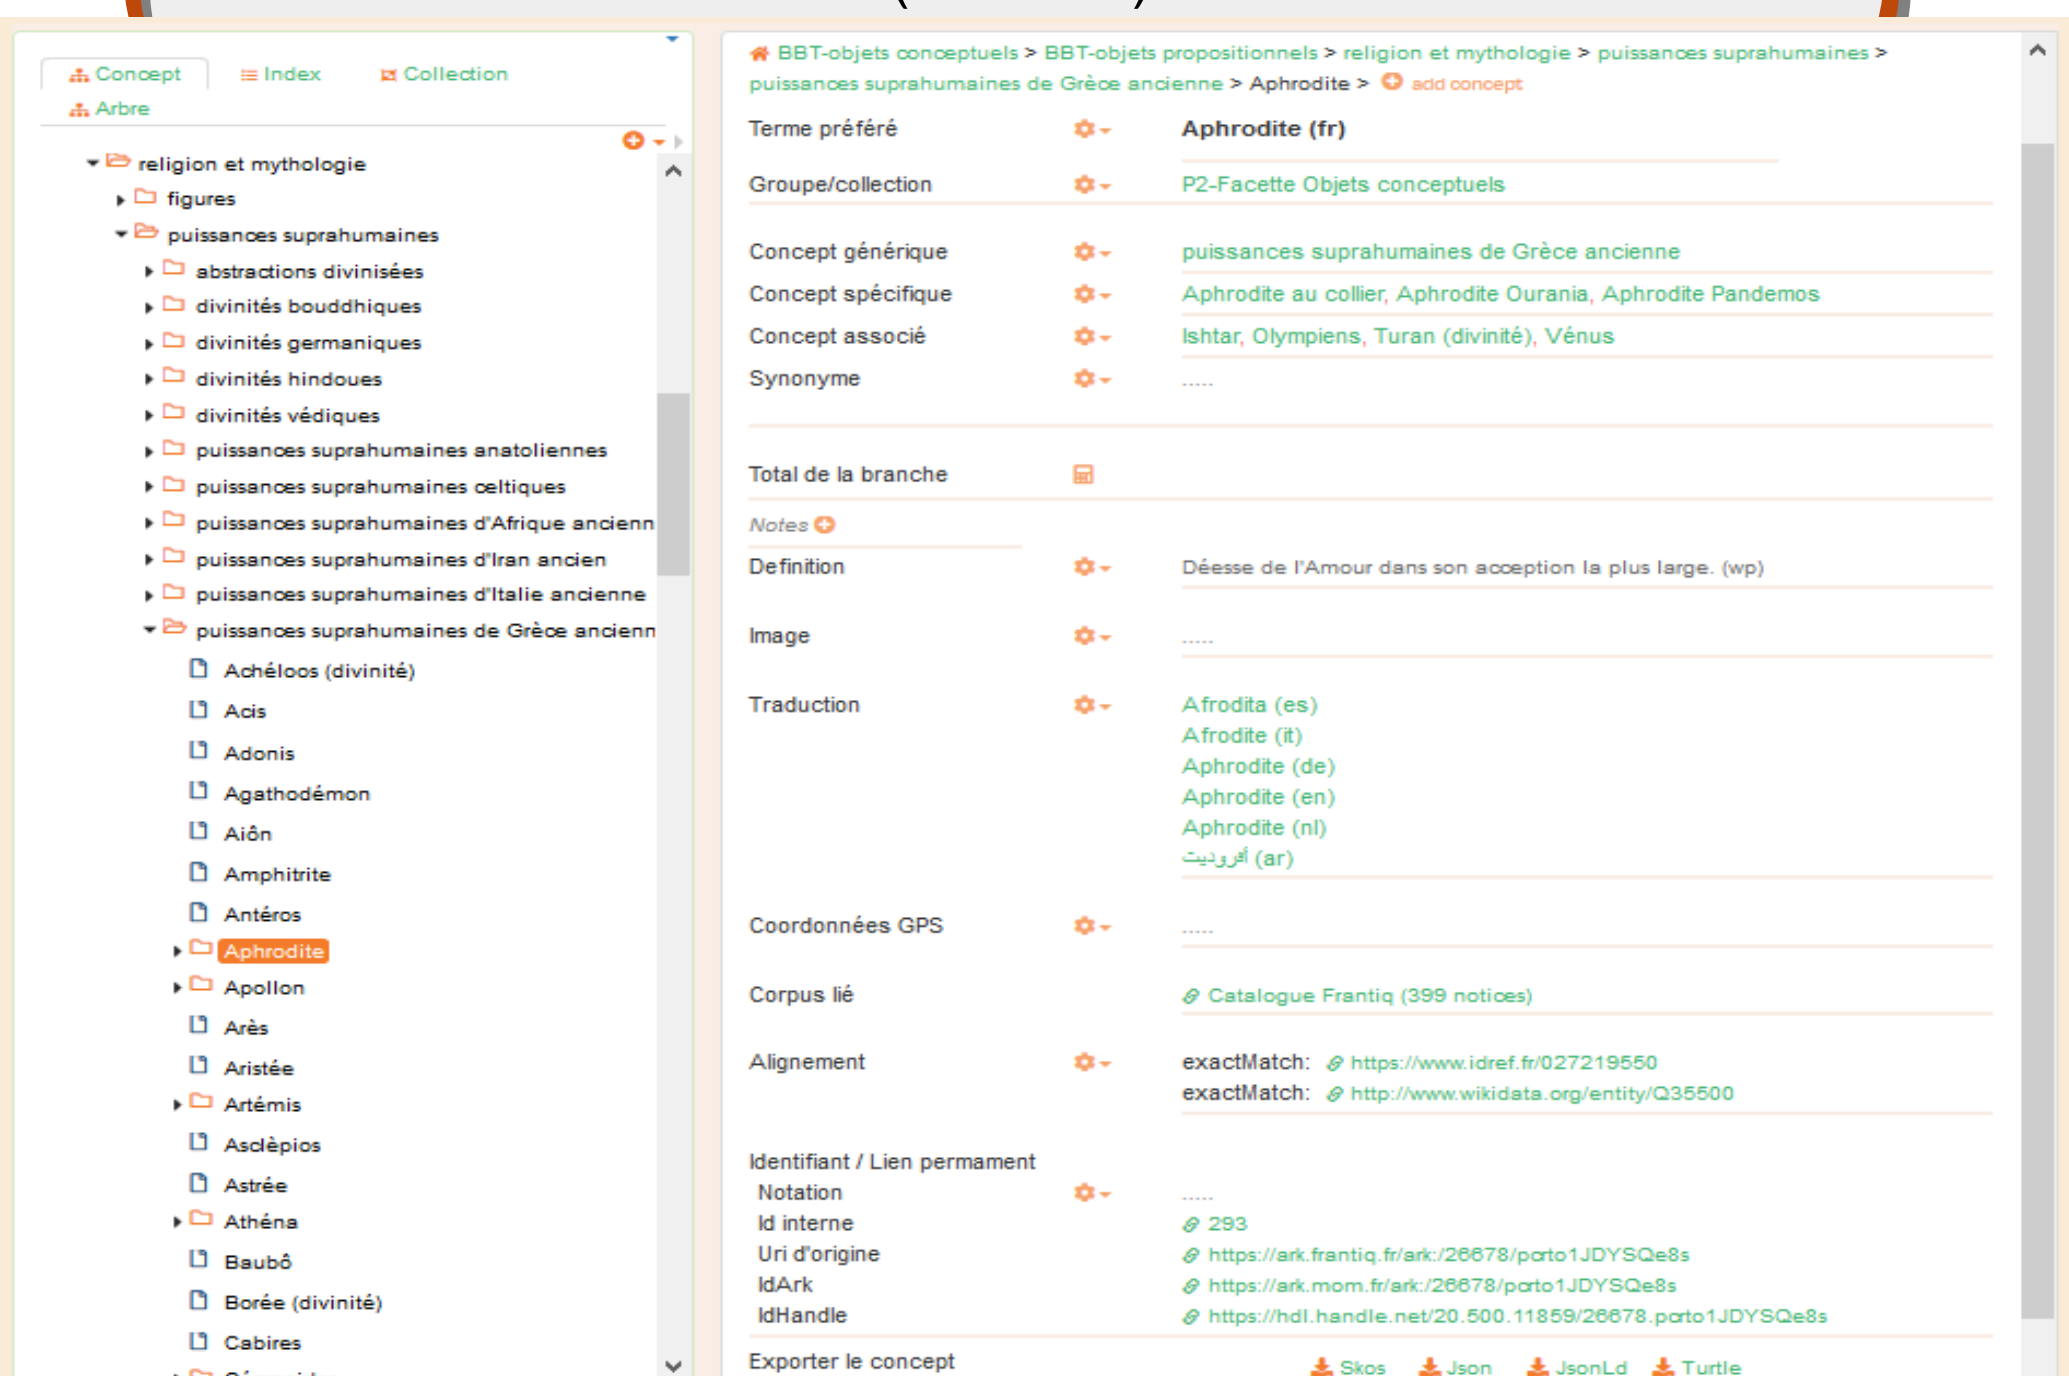 Concept
Index
Collection
Arbre
religion et mythologie
figures
puissances suprahumaines
abstractions divinisées
divinités bouddhiques
divinités germaniques
divinités hindoues
divinités védiques
puissances suprahumaines anatoliennes
puissances suprahumaines celtiques
puissances suprahumaines d'Afrique ancienn
puissances suprahumaines d'Iran ancien
puissances suprahumaines d'Italie ancienne
puissances suprahumaines de Grèce ancienn
Achéloos (divinité)
Acis
Adonis
Agathodémon
Aiôn
Amphitrite
Antéros
Aphrodite
Apollon
Arès
Aristée
Artémis
Asclèpios
Astrée
Athéna
Baubô
Borée (divinité)
Cabires
BBT-objets conceptuels > BBT-objets propositionnels > religion et mythologie > puissances suprahumaines >
puissances suprahumaines de Grèce ancienne > Aphrodite > add concept
Terme préféré Aphrodite (fr)
Groupe/collection P2-Facette Objets conceptuels
Concept générique puissances suprahumaines de Grèce ancienne
Concept spécifique Aphrodite au collier, Aphrodite Ourania, Aphrodite Pandemos
Concept associé Ishtar, Olympiens, Turan (divinité), Vénus
Synonyme .....
Total de la branche
Notes
Definition Déesse de l'Amour dans son acception la plus large. (wp)
Image .....
Traduction Afrodita (es)
Afrodite (it)
Aphrodite (de)
Aphrodite (en)
Aphrodite (nl)
أفروديت (ar)
Coordonnées GPS .....
Corpus lié Catalogue Frantiq (399 notices)
Alignement exactMatch: https://www.idref.fr/027219550
exactMatch: http://www.wikidata.org/entity/Q35500
Identifiant / Lien permament
Notation .....
Id interne 293
Uri d'origine https://ark.frantiq.fr/ark:/26678/pcrto1JDYSQe8s
IdArk https://ark.mom.fr/ark:/26678/pcrto1JDYSQe8s
IdHandle https://hdl.handle.net/20.500.11859/26678.pcrto1JDYSQe8s
Exporter le concept Skos Json JsonLd Turtle